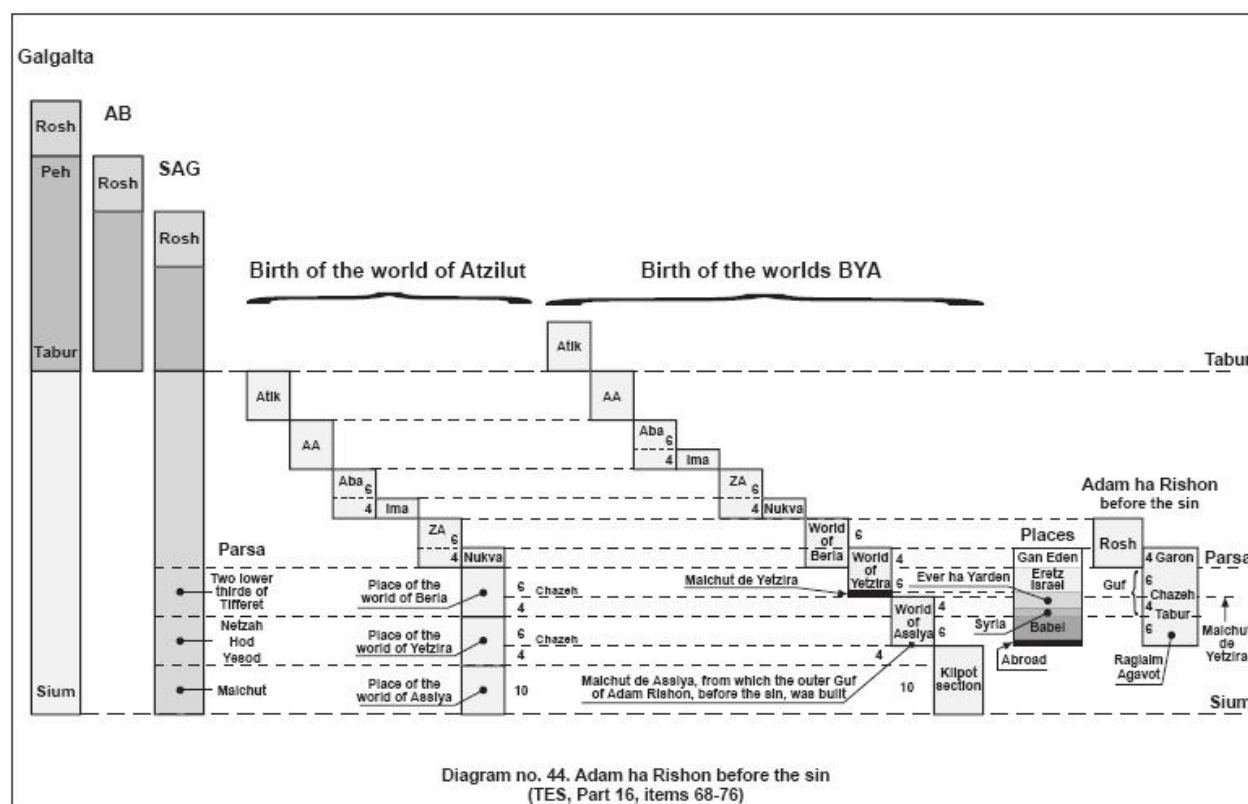 Galgalta
AB
SAG
Rosh
Peh
Tabur
Sium
Rosh
Rosh
Birth of the world of Atzilut
Birth of the worlds BYA
Tabur
Atik
AA
Aba
6
4
Ima
ZA
6
4
Nukva
Parsa
Two lower
thirds of
Tifferet
Netzah
Hod
Yesod
Malchut
Place of the
world of Beria
6
Chazeh
4
Place of the
world of Yetzira
6
Chazeh
4
Place of the
world of Assiya
10
Atik
AA
Aba
6
4
Ima
ZA
6
4
Nukva
World
of
Beria
6
World
of
Yetzira
4
6
Malchut de Yetzira
World
of
Assiya
4
6
4
Malchut de Assiya, from which the outer Guf
of Adam Rishon, before the sin, was built
10
Klipot
section
Places
Gan Eden
Eretz
Israel
Babel
Ever ha Yarden
Syria
Abroad
Adam ha Rishon
before the sin
Rosh
Guf
4
Garon
6
Chazeh
4
Tabur
6
Raglaim
Agavot
Parsa
Malchut
de
Yetzira
Sium
Diagram no. 44. Adam ha Rishon before the sin
(TES, Part 16, items 68-76)